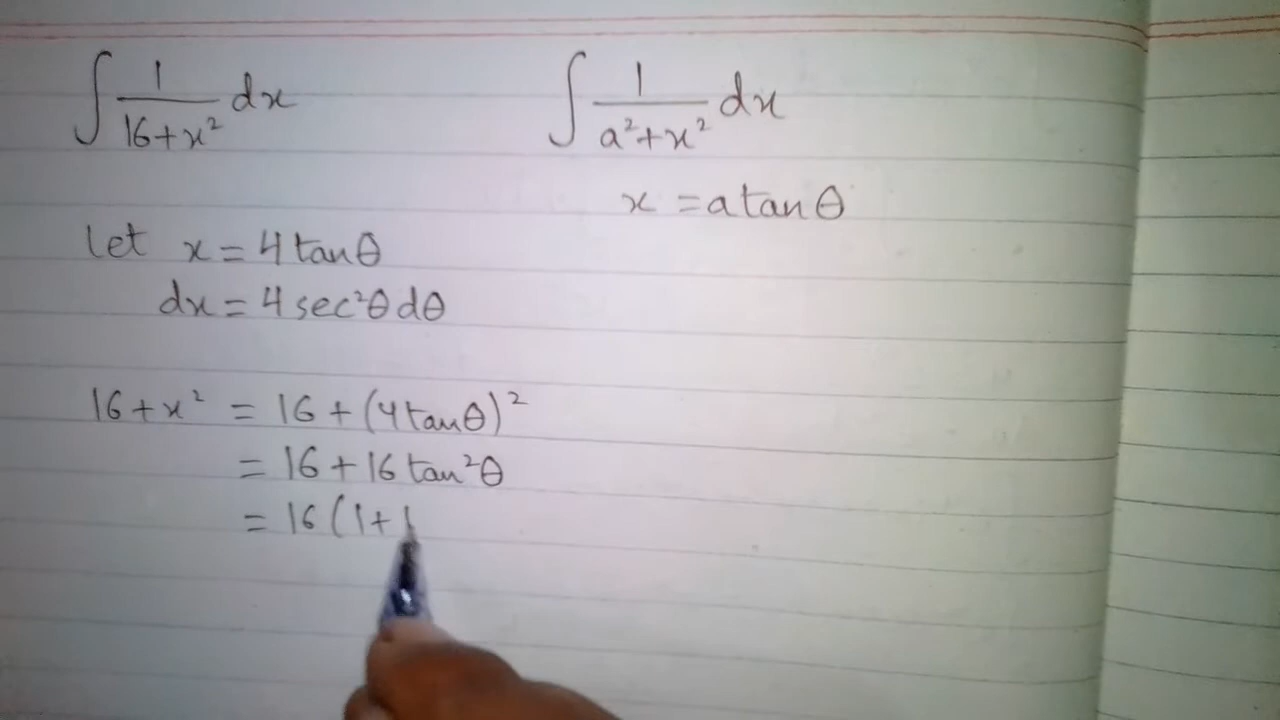 ∫ 1/(16+x²) dx
∫ 1/(a²+x²) dx
x = a tan θ
Let x = 4 tan θ
dx = 4 sec²θ dθ
16+x² = 16 + (4 tan θ)²
= 16 + 16 tan²θ
= 16 (1+